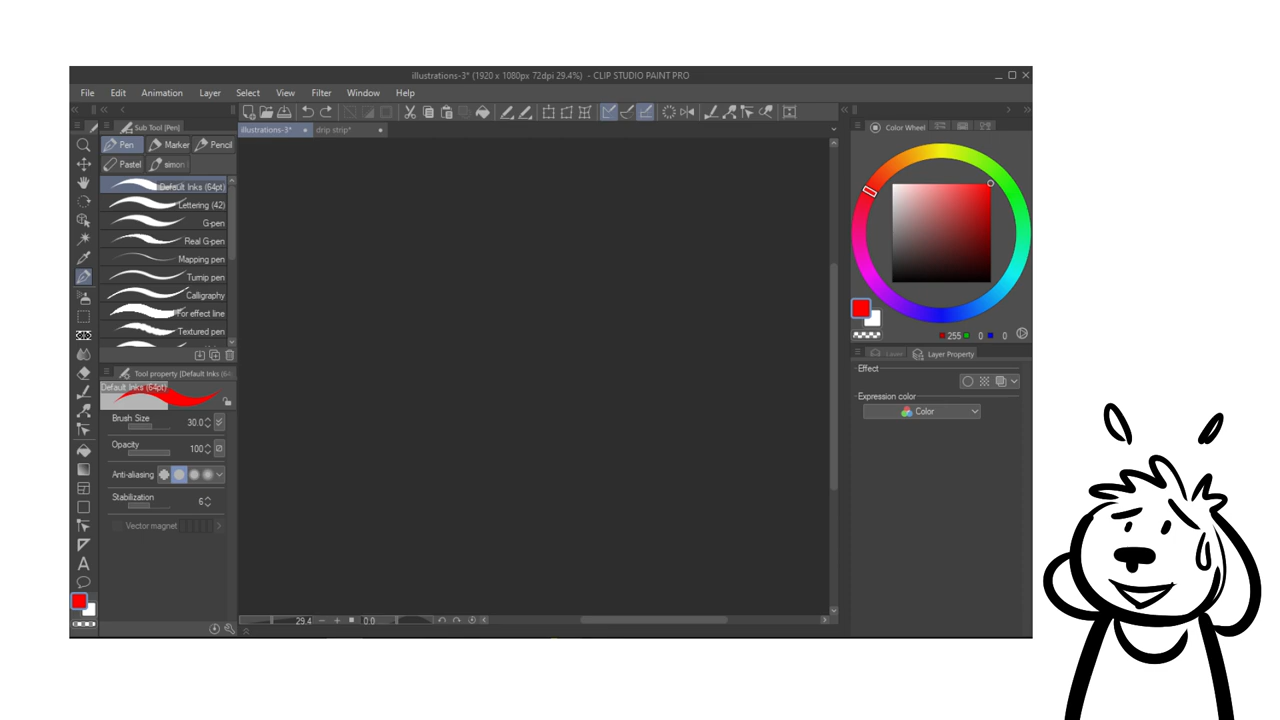 illustrations-3* (1920 x 1080px 72dpi 29.4%) - CLIP STUDIO PAINT PRO
File Edit Animation Layer Select View Filter Window Help
Sub Tool [Pen]
illustrations-3* drip strip*
Color Wheel
Pen Marker Pencil
Pastel simon
Default Inks (64pt)
Lettering (42)
G-pen
Real G-pen
Mapping pen
Turnip pen
Calligraphy
For effect line
Textured pen
255 0 0
Layer Layer Property
Tool property [Default Inks (64
Effect
Default Inks (64pt)
Expression color
Color
Brush Size 30.0
Opacity 100
Anti-aliasing
Stabilization 6
Vector magnet
A
29.4 0.0